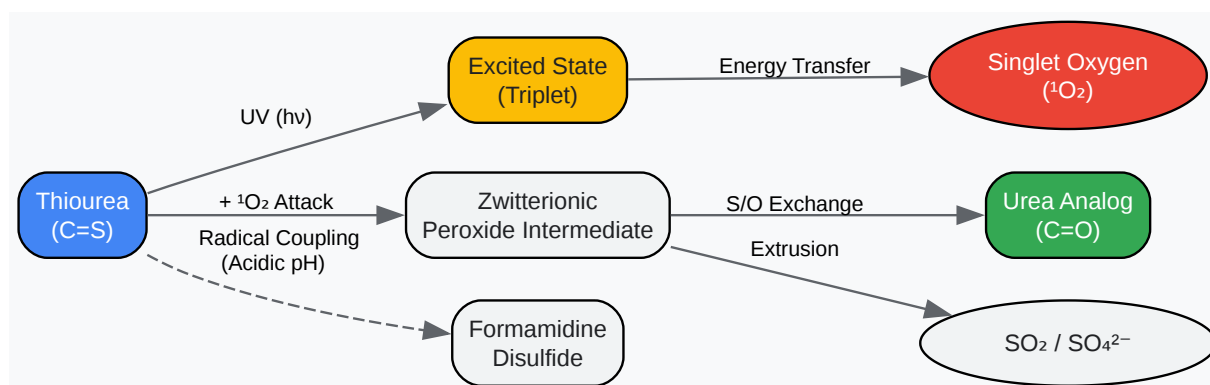 Excited State
(Triplet)
Energy Transfer
Singlet Oxygen
(¹O₂)
UV (hν)
Thiourea
(C=S)
+ ¹O₂ Attack
Zwitterionic
Peroxide Intermediate
S/O Exchange
Urea Analog
(C=O)
Radical Coupling
(Acidic pH)
Extrusion
Formamidine
Disulfide
SO₂ / SO₄²⁻